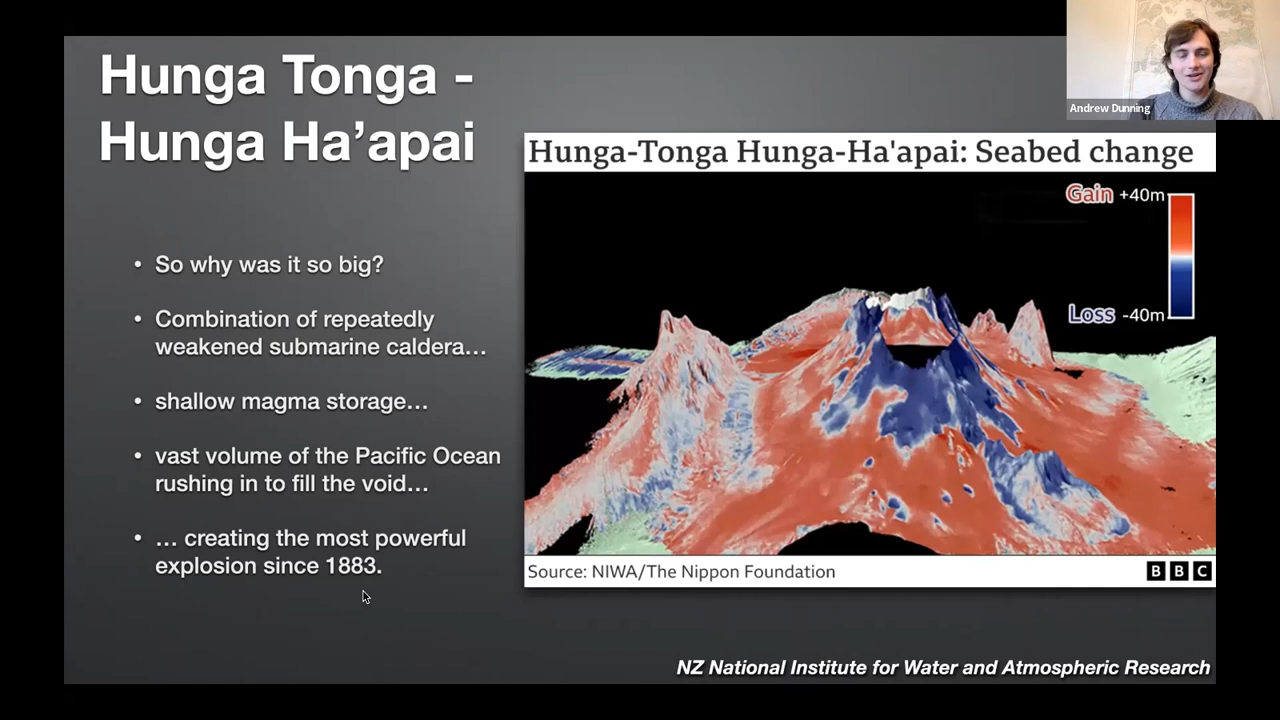 Hunga Tonga -
Hunga Ha’apai
Andrew Dunning
Hunga-Tonga Hunga-Ha'apai: Seabed change
Gain +40m
Loss -40m
• So why was it so big?
• Combination of repeatedly
weakened submarine caldera…
• shallow magma storage…
• vast volume of the Pacific Ocean
rushing in to fill the void…
• … creating the most powerful
explosion since 1883.
Source: NIWA/The Nippon Foundation
BBC
NZ National Institute for Water and Atmospheric Research